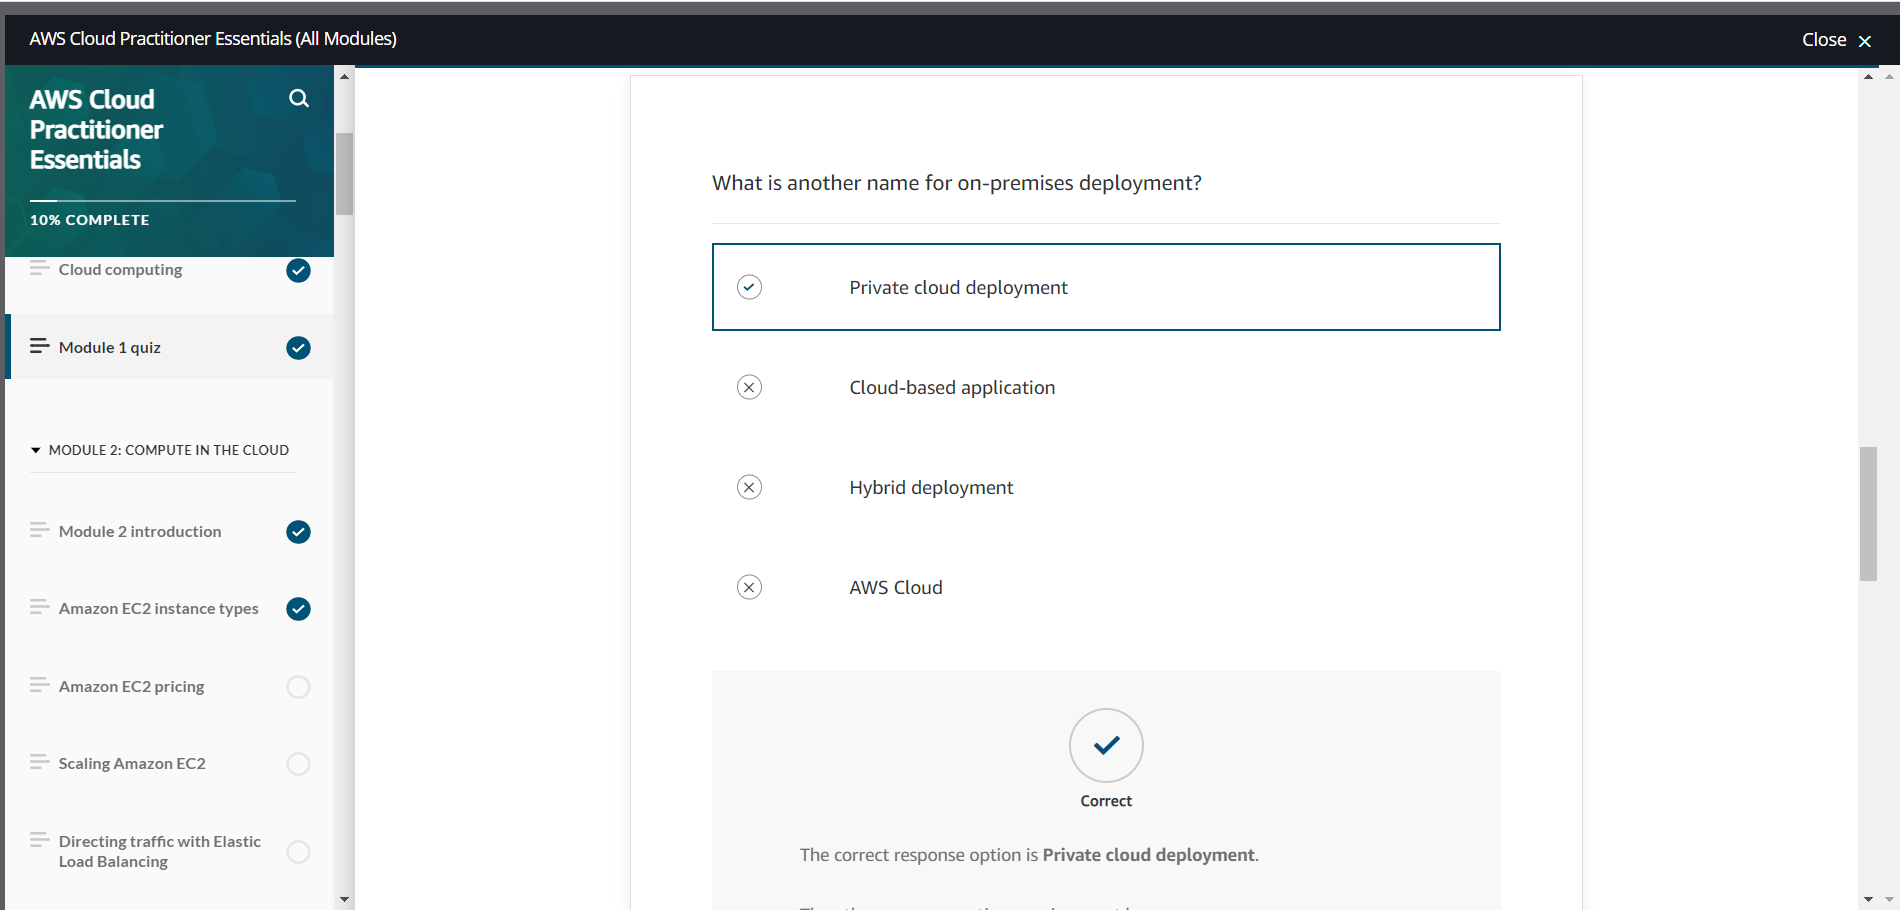 AWS Cloud Practitioner Essentials (All Modules)
Close
AWS Cloud
Practitioner
Essentials
10% COMPLETE
Cloud computing
Module 1 quiz
MODULE 2: COMPUTE IN THE CLOUD
Module 2 introduction
Amazon EC2 instance types
Amazon EC2 pricing
Scaling Amazon EC2
Directing traffic with Elastic
Load Balancing
What is another name for on-premises deployment?
Private cloud deployment
Cloud-based application
Hybrid deployment
AWS Cloud
Correct
The correct response option is Private cloud deployment.